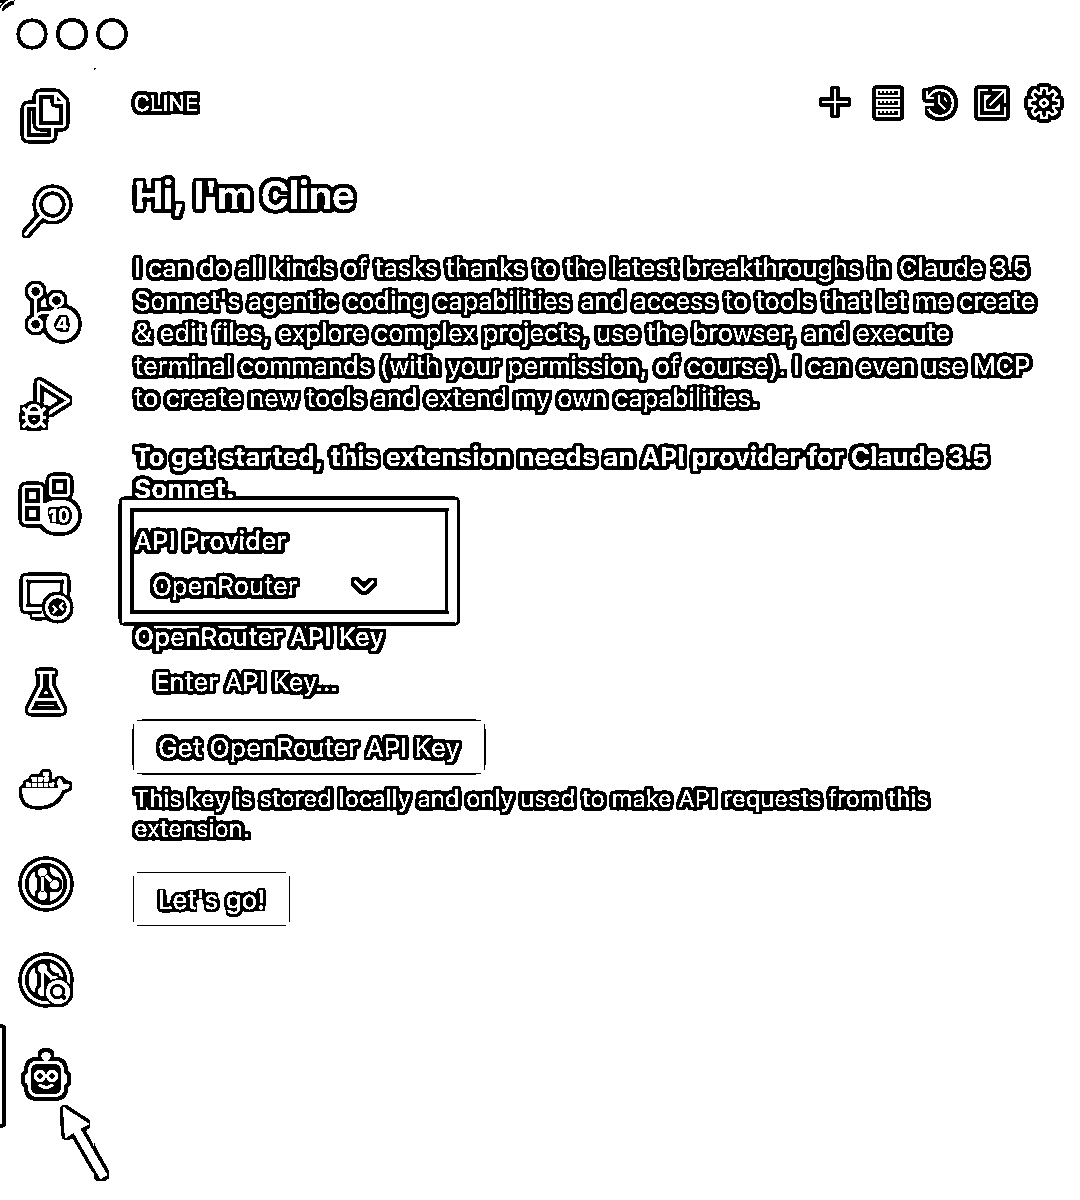 CLINE
Hi, I'm Cline
I can do all kinds of tasks thanks to the latest breakthroughs in Claude 3.5
Sonnet's agentic coding capabilities and access to tools that let me create
& edit files, explore complex projects, use the browser, and execute
terminal commands (with your permission, of course). I can even use MCP
to create new tools and extend my own capabilities.
4
To get started, this extension needs an API provider for Claude 3.5
Sonnet.
10
API Provider
OpenRouter
OpenRouter API Key
Enter API Key...
Get OpenRouter API Key
This key is stored locally and only used to make API requests from this
extension.
Let's go!